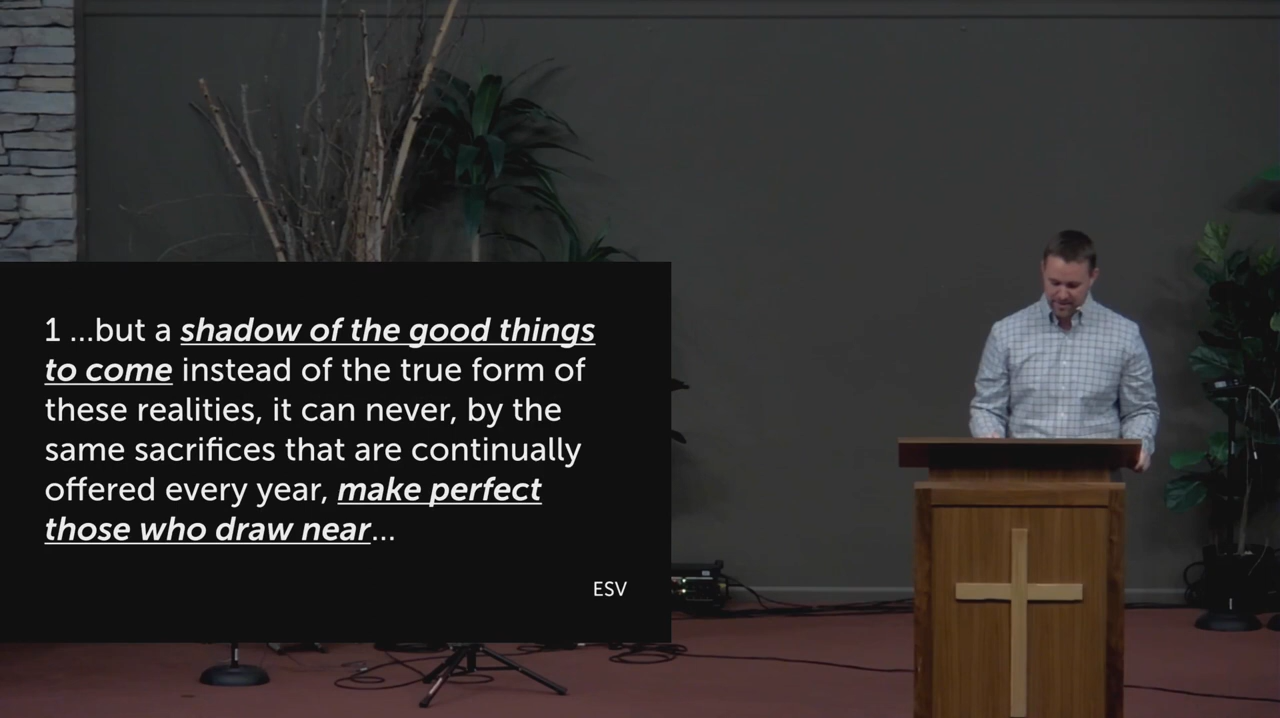 1 ...but a shadow of the good things
to come instead of the true form of
these realities, it can never, by the
same sacrifices that are continually
offered every year, make perfect
those who draw near...
ESV